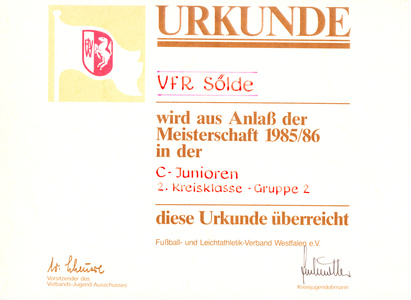 URKUNDE
VFR Sölde
wird aus Anlaß der
Meisterschaft 1985/86
in der
C-Junioren
2. Kreisklasse - Gruppe 2
diese Urkunde überreicht
Fußball- und Leichtathletik-Verband Westfalen e.V.
Vorsitzender des
Verbands-Jugend-Ausschusses
Kreisjugendobmann